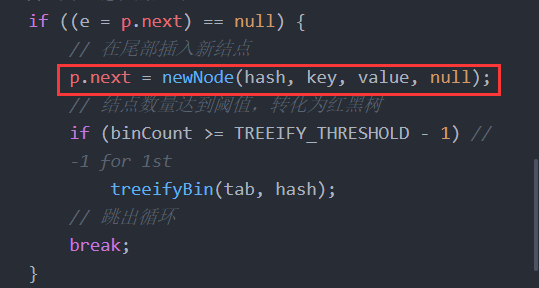 if ((e = p.next) == null) {
// 在尾部插入新结点
p.next = newNode(hash, key, value, null);
// 结点数量达到阈值，转化为红黑树
if (binCount >= TREEIFY_THRESHOLD - 1) //
-1 for 1st
treeifyBin(tab, hash);
// 跳出循环
break;
}